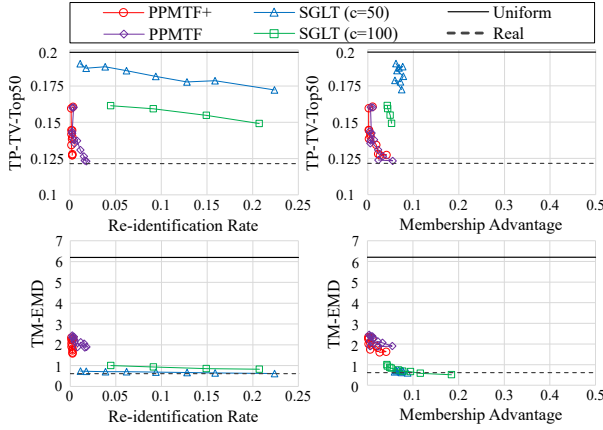 PPMTF+ SGLT (c=50) Uniform
PPMTF SGLT (c=100) Real
TP-TV-Top50
0.2
0.175
0.15
0.125
0.1
0 0.05 0.1 0.15 0.2 0.25
Re-identification Rate
TP-TV-Top50
0.2
0.175
0.15
0.125
0.1
0 0.1 0.2 0.3 0.4 0.5
Membership Advantage
TM-EMD
7
6
5
4
3
2
1
0
0 0.05 0.1 0.15 0.2 0.25
Re-identification Rate
TM-EMD
7
6
5
4
3
2
1
0
0 0.1 0.2 0.3 0.4 0.5
Membership Advantage